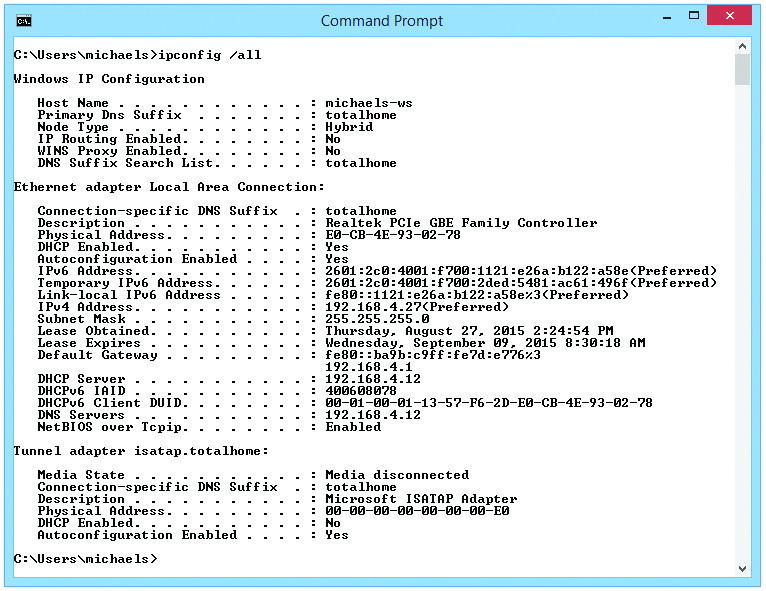 Command Prompt
C:\Users\michaels>ipconfig /all
Windows IP Configuration
Host Name . . . . . . . . . . . . : michaels-ws
Primary Dns Suffix  . . . . . . . : totalhome
Node Type . . . . . . . . . . . . : Hybrid
IP Routing Enabled. . . . . . . . : No
WINS Proxy Enabled. . . . . . . . : No
DNS Suffix Search List. . . . . . : totalhome
Ethernet adapter Local Area Connection:
Connection-specific DNS Suffix  . : totalhome
Description . . . . . . . . . . . : Realtek PCIe GBE Family Controller
Physical Address. . . . . . . . . : E0-CB-4E-93-02-78
DHCP Enabled. . . . . . . . . . . : Yes
Autoconfiguration Enabled . . . . : Yes
IPv6 Address. . . . . . . . . . . : 2601:2c0:4001:f700:1121:e26a:b122:a58e(Preferred)
Temporary IPv6 Address. . . . . . : 2601:2c0:4001:f700:2ded:5481:ac61:496f(Preferred)
Link-local IPv6 Address . . . . . : fe80::1121:e26a:b122:a58e%3(Preferred)
IPv4 Address. . . . . . . . . . . : 192.168.4.27(Preferred)
Subnet Mask . . . . . . . . . . . : 255.255.255.0
Lease Obtained. . . . . . . . . . : Thursday, August 27, 2015 2:24:54 PM
Lease Expires . . . . . . . . . . : Wednesday, September 09, 2015 8:30:18 AM
Default Gateway . . . . . . . . . : fe80::ba9b:c9ff:fe7d:e776%3
192.168.4.1
DHCP Server . . . . . . . . . . . : 192.168.4.12
DHCPv6 IAID . . . . . . . . . . . : 400608078
DHCPv6 Client DUID. . . . . . . . : 00-01-00-01-13-57-F6-2D-E0-CB-4E-93-02-78
DNS Servers . . . . . . . . . . . : 192.168.4.12
NetBIOS over Tcpip. . . . . . . . : Enabled
Tunnel adapter isatap.totalhome:
Media State . . . . . . . . . . . : Media disconnected
Connection-specific DNS Suffix  . : totalhome
Description . . . . . . . . . . . : Microsoft ISATAP Adapter
Physical Address. . . . . . . . . : 00-00-00-00-00-00-00-E0
DHCP Enabled. . . . . . . . . . . : No
Autoconfiguration Enabled . . . . : Yes
C:\Users\michaels>